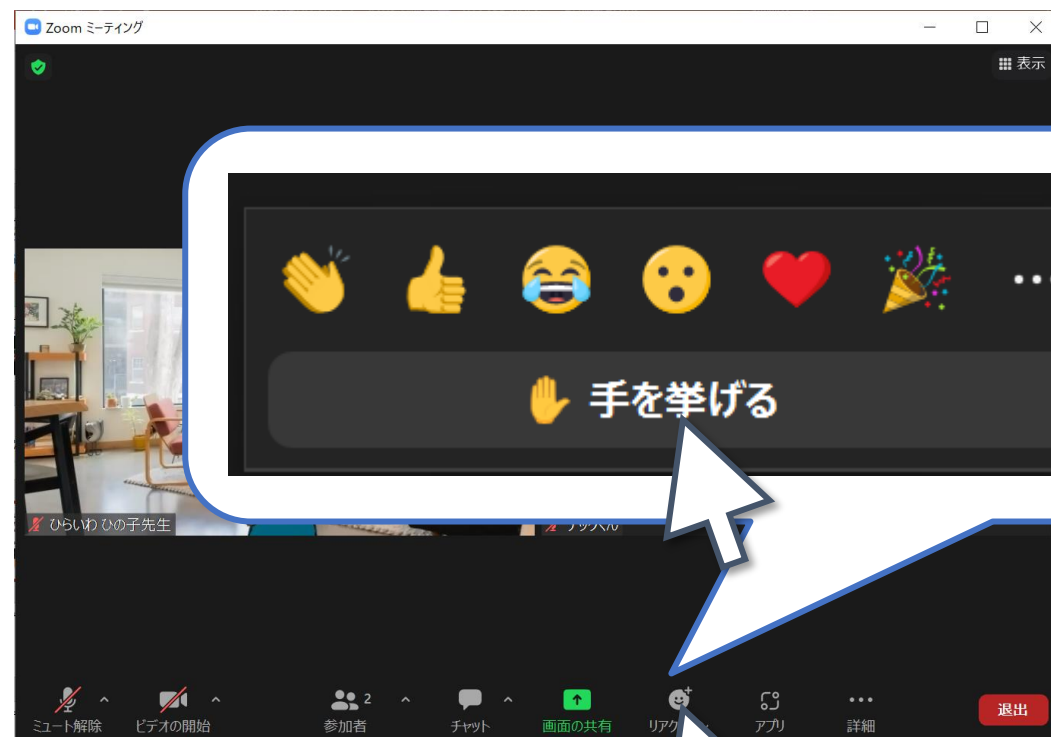 Zoom ミーティング
表示
手を挙げる
ひらいわ ひの子先生
ミュート解除
ビデオの開始
2
参加者
チャット
画面の共有
アプリ
詳細
退出